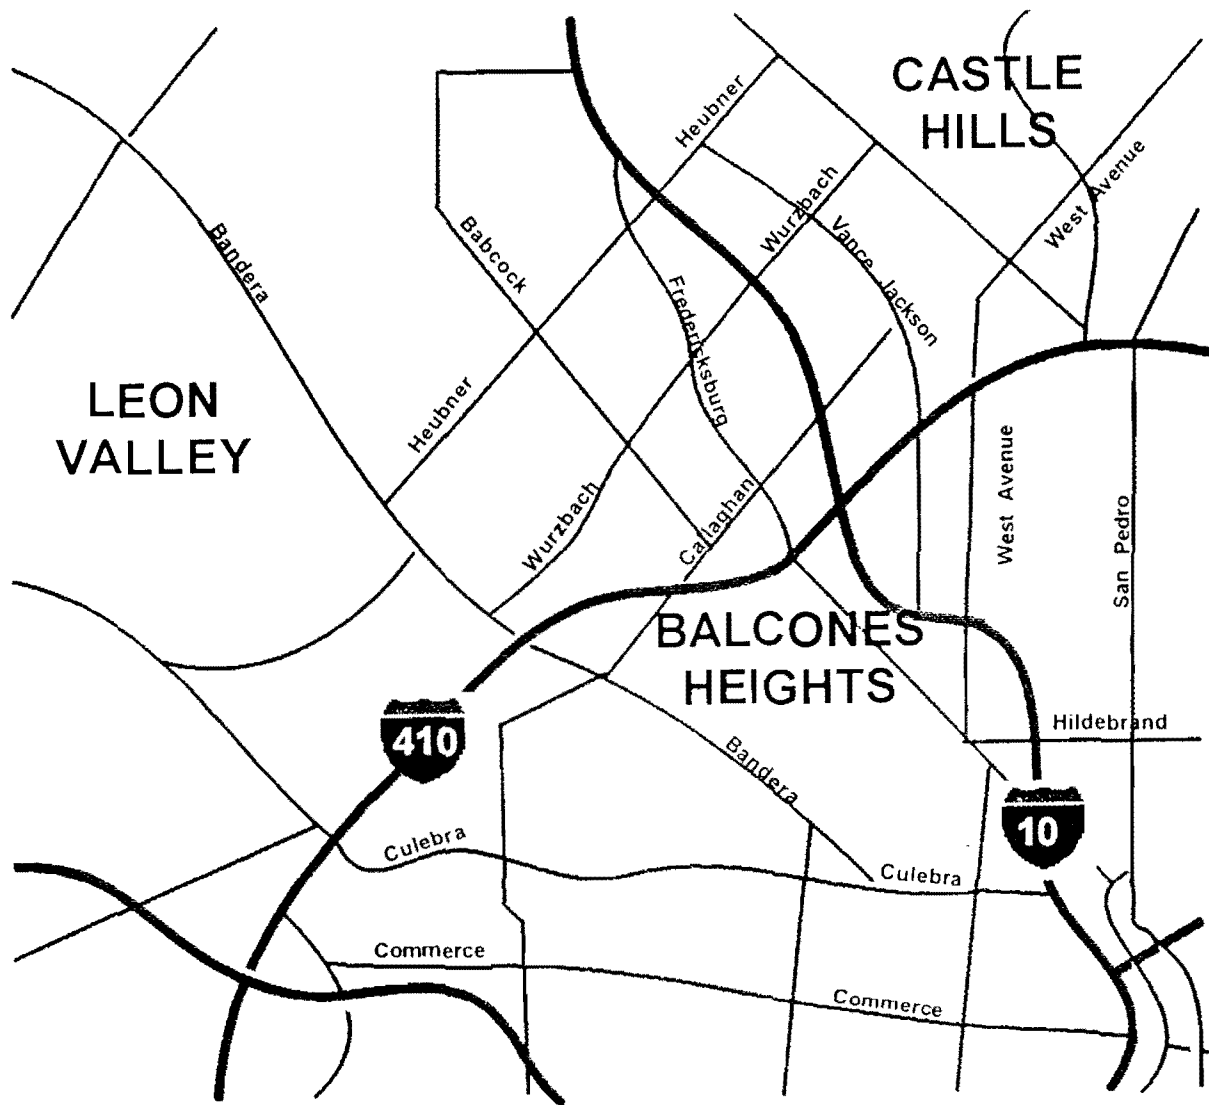 CASTLE
HILLS
Heubner
West Avenue
Wurzbach
Vance Jackson
Babcock
Bandera
Fredericksburg
LEON
VALLEY
Heubner
West Avenue
San Pedro
Callaghan
Wurzbach
BALCONES
HEIGHTS
410
Hildebrand
Bandera
10
Culebra
Culebra
Commerce
Commerce